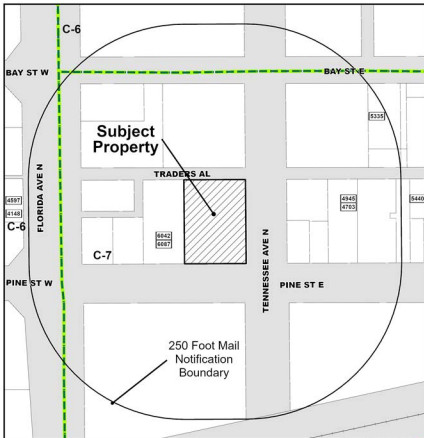 C-6
BAY ST W
BAY ST E
5335
Subject
Property
TRADERS AL
FLORIDA AVE N
4597
4148
C-6
4945
4703
5440
6042
6087
C-7
TENNESSEE AVE N
PINE ST W
PINE ST E
250 Foot Mail
Notification
Boundary